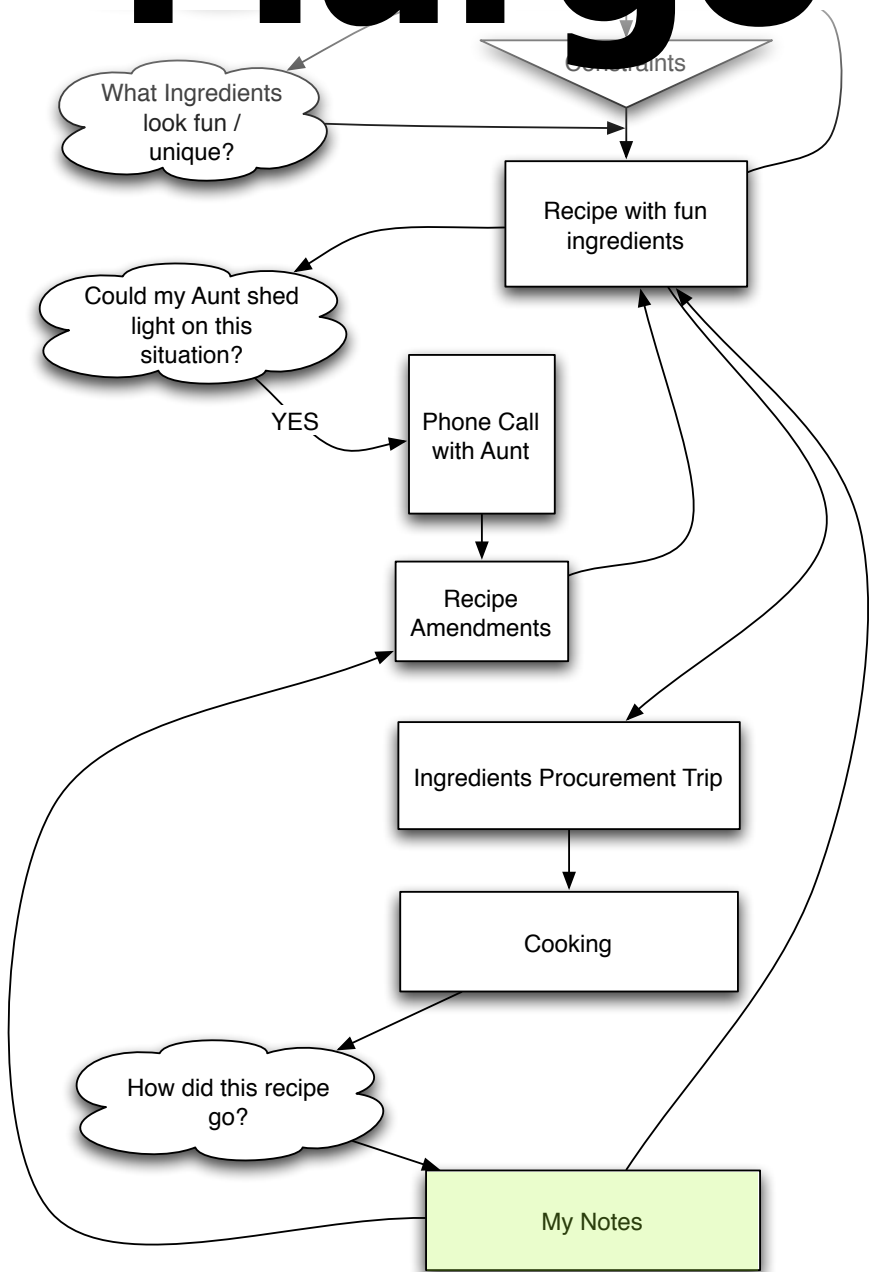 What Ingredients
look fun /
unique?
Constraints
Recipe with fun
ingredients
Could my Aunt shed
light on this
situation?
YES
Phone Call
with Aunt
Recipe
Amendments
Ingredients Procurement Trip
Cooking
How did this recipe
go?
My Notes